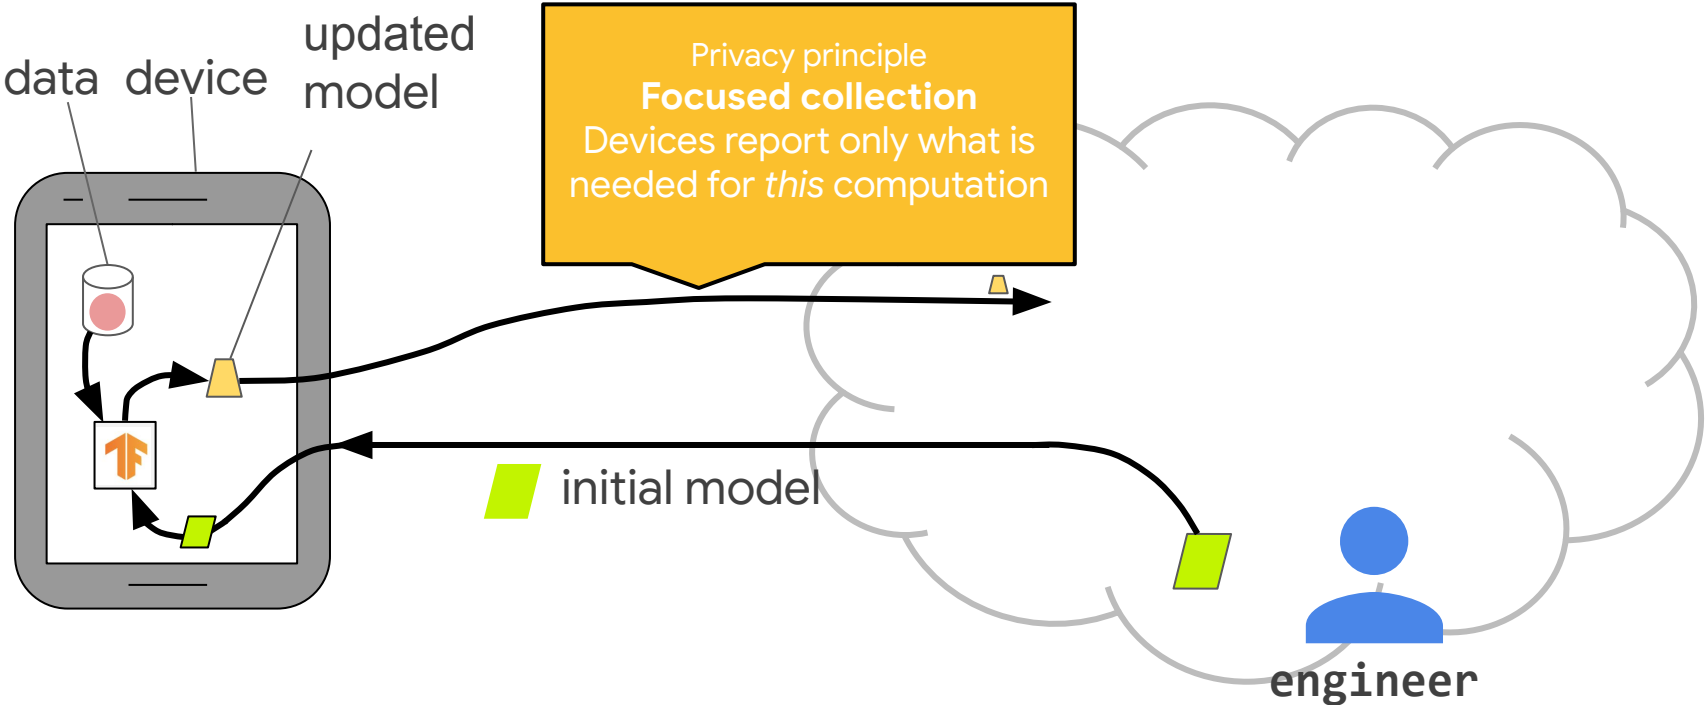 updated
model
data
device
Privacy principle
Focused collection
Devices report only what is
needed for this computation
initial model
engineer